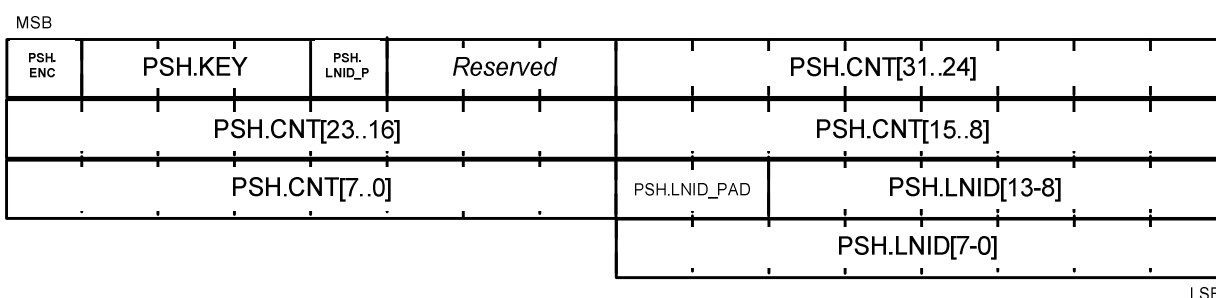 MSB
PSH.
ENC
PSH.KEY
PSH.
LNID_P
Reserved
PSH.CNT[31..24]
PSH.CNT[23..16]
PSH.CNT[15..8]
PSH.CNT[7..0]
PSH.LNID_PAD
PSH.LNID[13-8]
PSH.LNID[7-0]
LSB